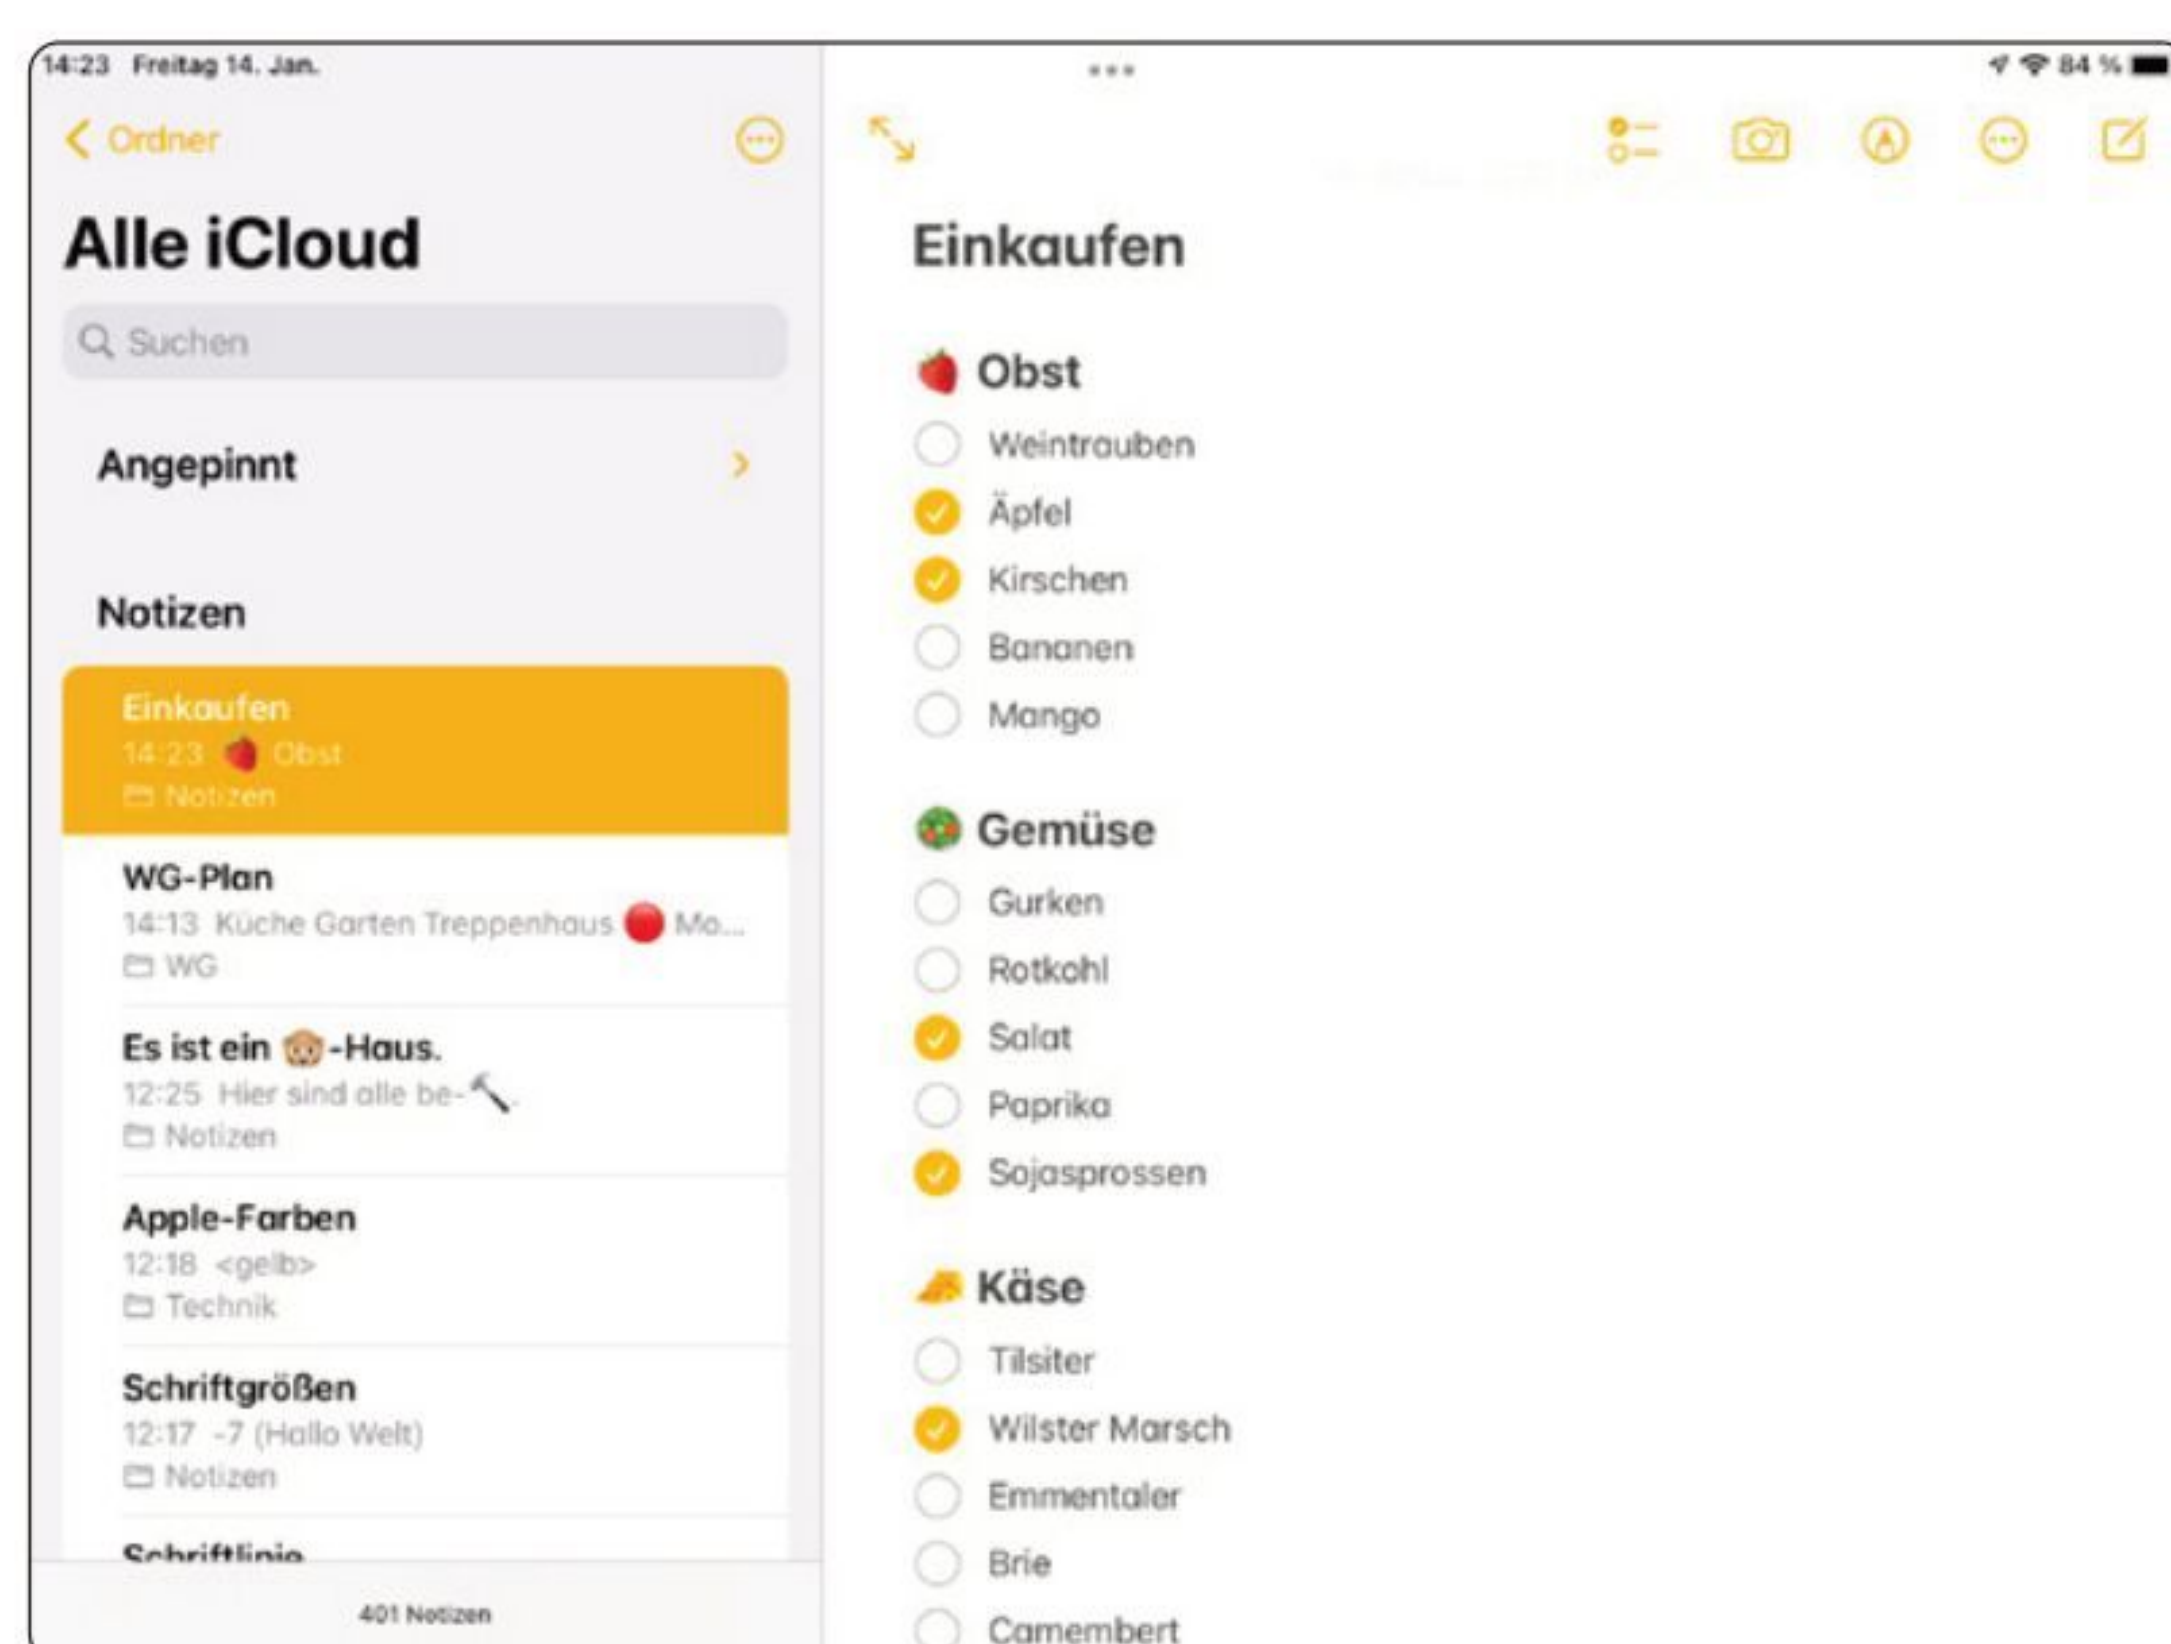 14:23 Freitag 14. Jan.
84 %
Ordner
Alle iCloud
Suchen
Angepinnt
Notizen
Einkaufen
14:23 Obst
Notizen
WG-Plan
14:13 Küche Garten Treppenhaus Mo...
WG
Es ist ein -Haus.
12:25 Hier sind alle be- .
Notizen
Apple-Farben
12:18 <gelb>
Technik
Schriftgrößen
12:17 -7 (Hallo Welt)
Notizen
Schriftlinie
401 Notizen
Einkaufen
Obst
Weintrauben
Äpfel
Kirschen
Bananen
Mango
Gemüse
Gurken
Rotkohl
Salat
Paprika
Sojasprossen
Käse
Tilsiter
Wilster Marsch
Emmentaler
Brie
Camembert